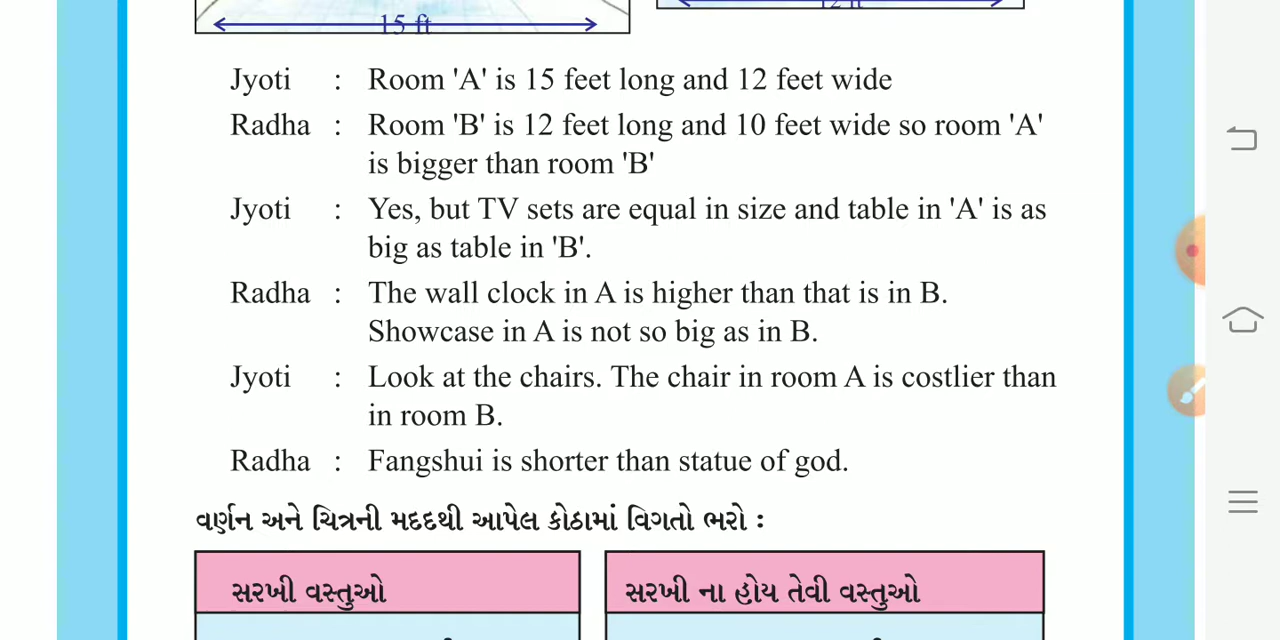 15 ft
12 ft
Jyoti : Room 'A' is 15 feet long and 12 feet wide
Radha : Room 'B' is 12 feet long and 10 feet wide so room 'A'
is bigger than room 'B'
Jyoti : Yes, but TV sets are equal in size and table in 'A' is as
big as table in 'B'.
Radha : The wall clock in A is higher than that is in B.
Showcase in A is not so big as in B.
Jyoti : Look at the chairs. The chair in room A is costlier than
in room B.
Radha : Fangshui is shorter than statue of god.
વર્ણન અને ચિત્રની મદદથી આપેલ કોઠામાં વિગતો ભરો :
સરખી વસ્તુઓ
સરખી ના હોય તેવી વસ્તુઓ